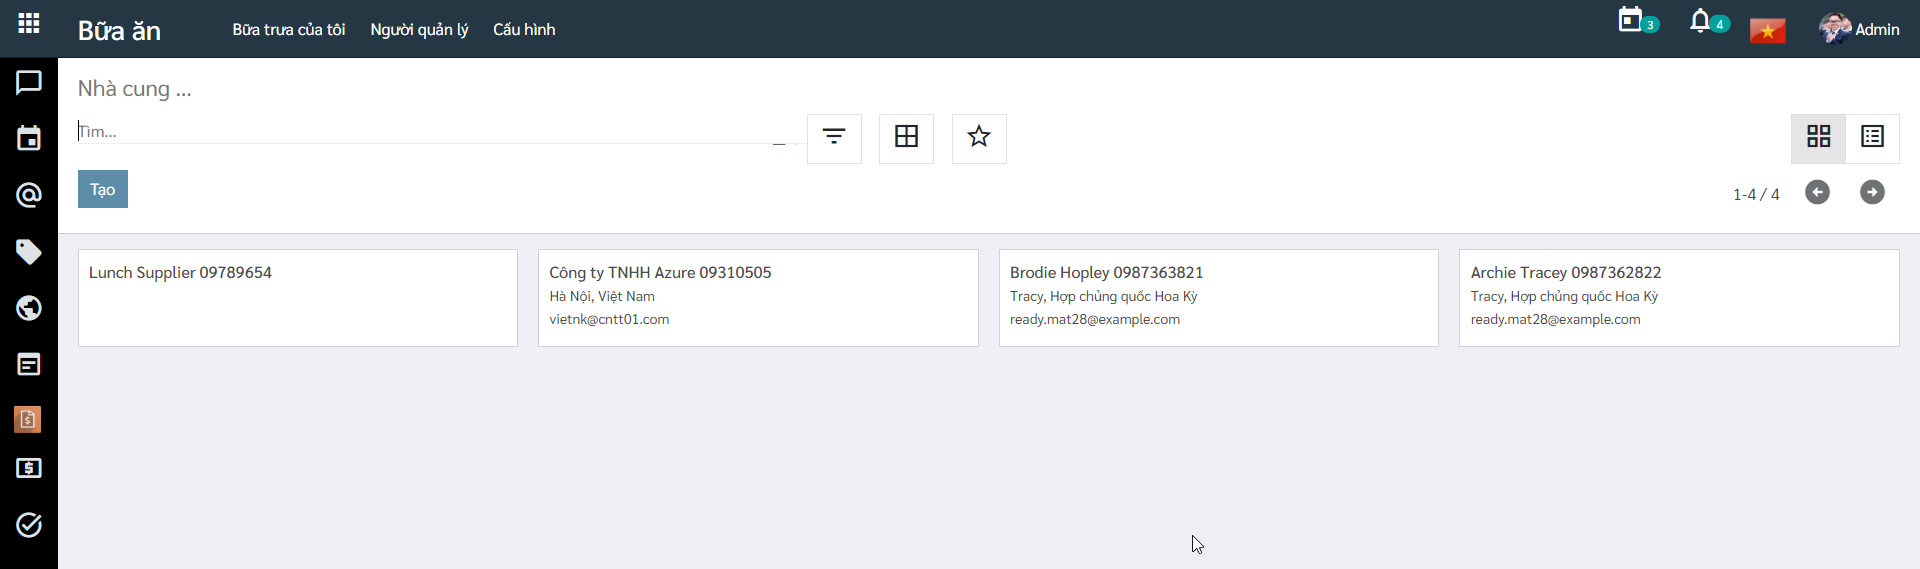 Bữa ăn
Bữa trưa của tôi
Người quản lý
Cấu hình
3
4
Admin
Nhà cung ...
Tìm...
Tạo
1-4 / 4
Lunch Supplier 09789654
Công ty TNHH Azure 09310505
Hà Nội, Việt Nam
vietnk@cntt01.com
Brodie Hopley 0987363821
Tracy, Hợp chủng quốc Hoa Kỳ
ready.mat28@example.com
Archie Tracey 0987362822
Tracy, Hợp chủng quốc Hoa Kỳ
ready.mat28@example.com